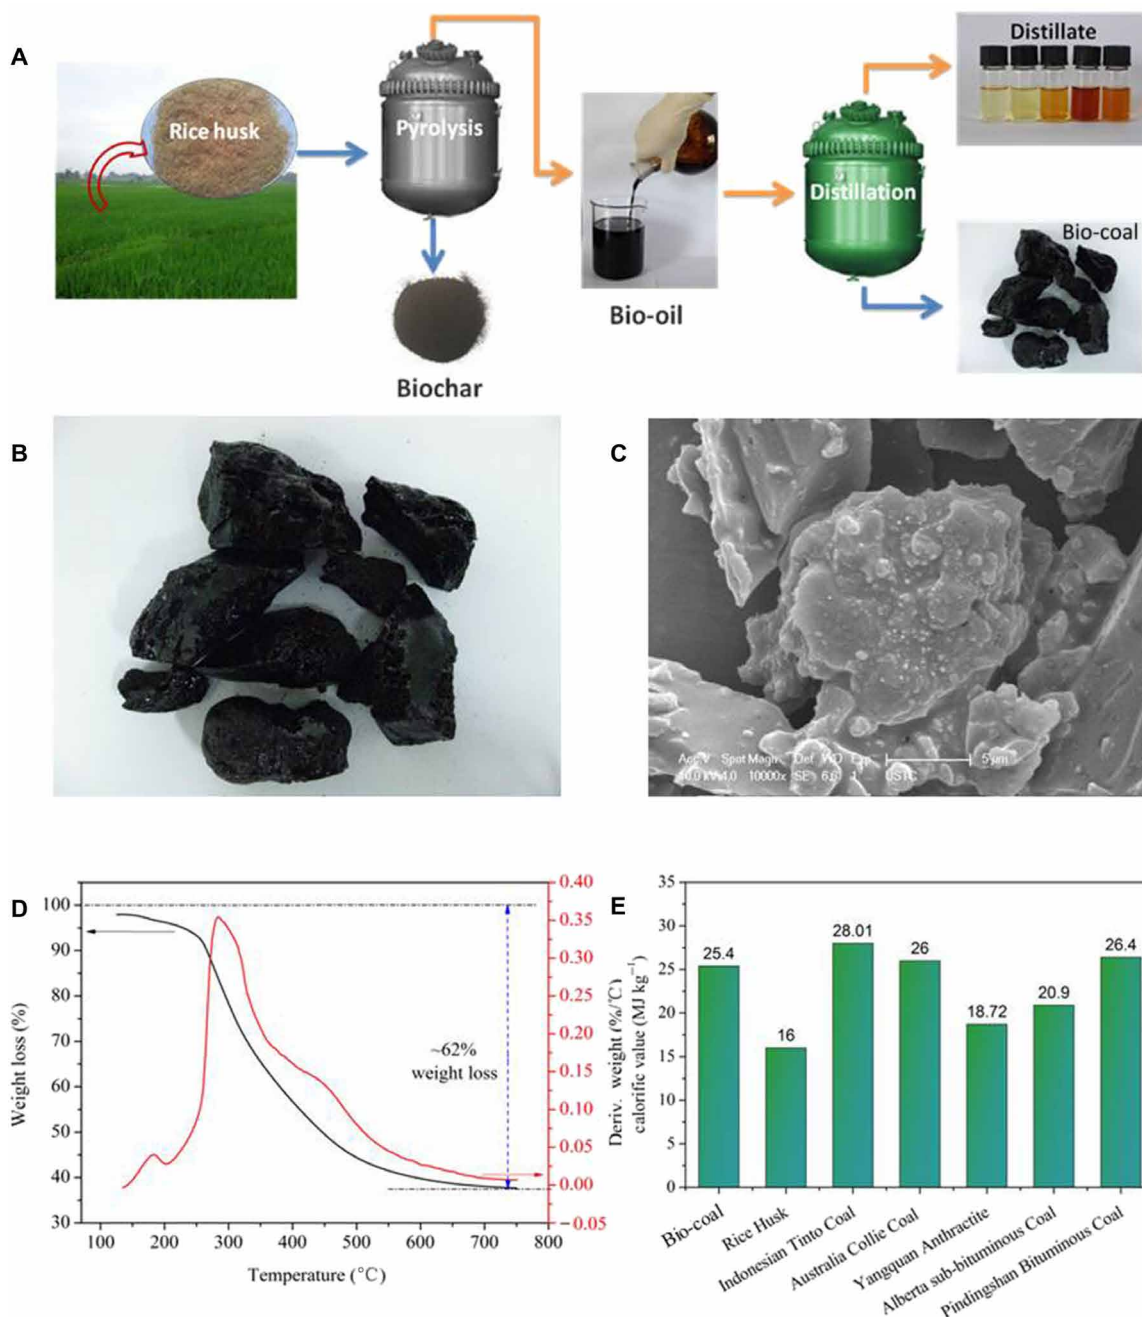 A
Rice husk
Pyrolysis
Biochar
Bio-oil
Distillation
Distillate
Bio-coal
B
C
Acc.V Spot Magn Det WD Exp
10.0 kV 4.0 10000x SE 6.6 1 USTC
5 μm
D
100
90
80
70
60
50
40
30
Weight loss (%)
100 200 300 400 500 600 700 800
Temperature (°C)
0.40
0.35
0.30
0.25
0.20
0.15
0.10
0.05
0.00
−0.05
Deriv. weight (%/℃)
~62%
weight loss
E
calorific value (MJ kg⁻¹)
35
30
25
20
15
10
5
0
25.4
16
28.01
26
18.72
20.9
26.4
Bio-coal
Rice Husk
Indonesian Tinto Coal
Australia Collie Coal
Yangquan Anthractite
Alberta sub-bituminous Coal
Pindingshan Bituminous Coal